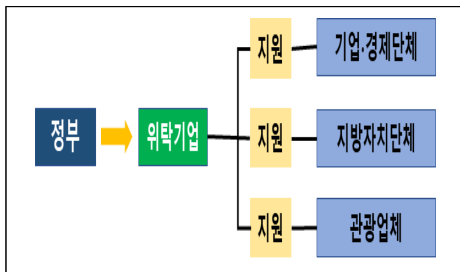 지원
기업·경제단체
정부
위탁기업
지원
지방자치단체
지원
관광업체